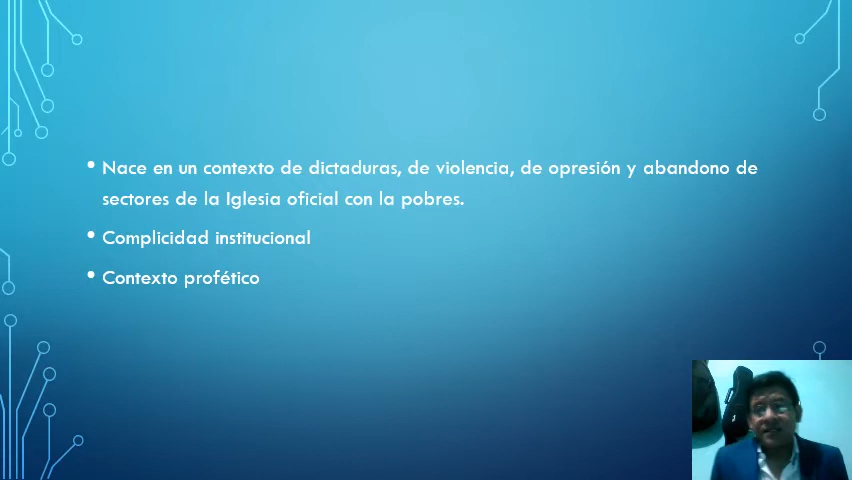 • Nace en un contexto de dictaduras, de violencia, de opresión y abandono de
sectores de la Iglesia oficial con la pobres.
• Complicidad institucional
• Contexto profético